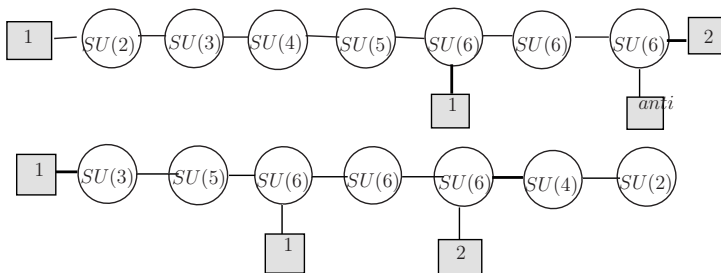 1 SU(2) SU(3) SU(4) SU(5) SU(6) SU(6) SU(6) 2
1 anti
1 SU(3) SU(5) SU(6) SU(6) SU(6) SU(4) SU(2)
1 2